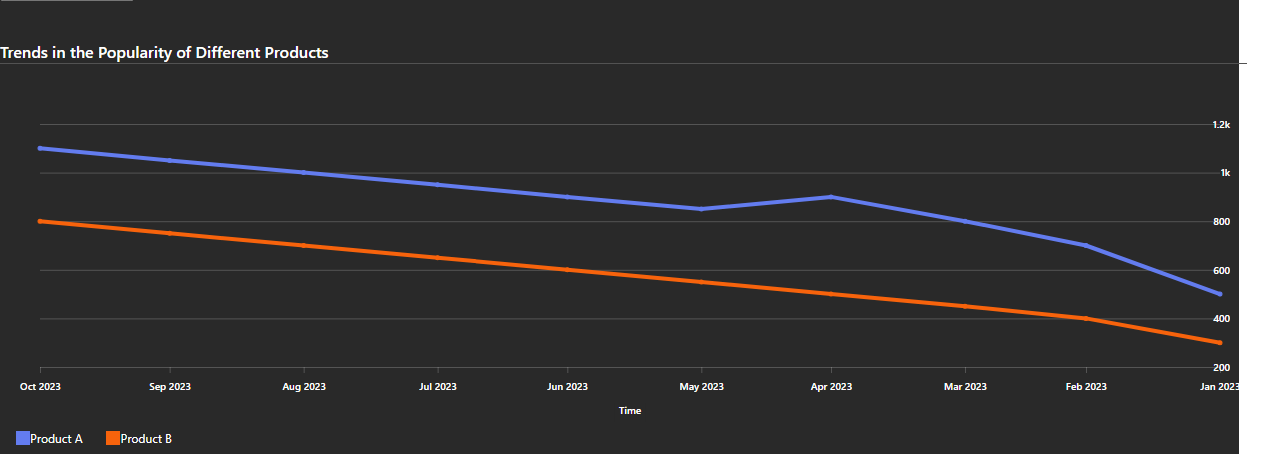 Trends in the Popularity of Different Products
1.2k
1k
800
600
400
200
Oct 2023 Sep 2023 Aug 2023 Jul 2023 Jun 2023 May 2023 Apr 2023 Mar 2023 Feb 2023 Jan 2023
Time
Product A Product B